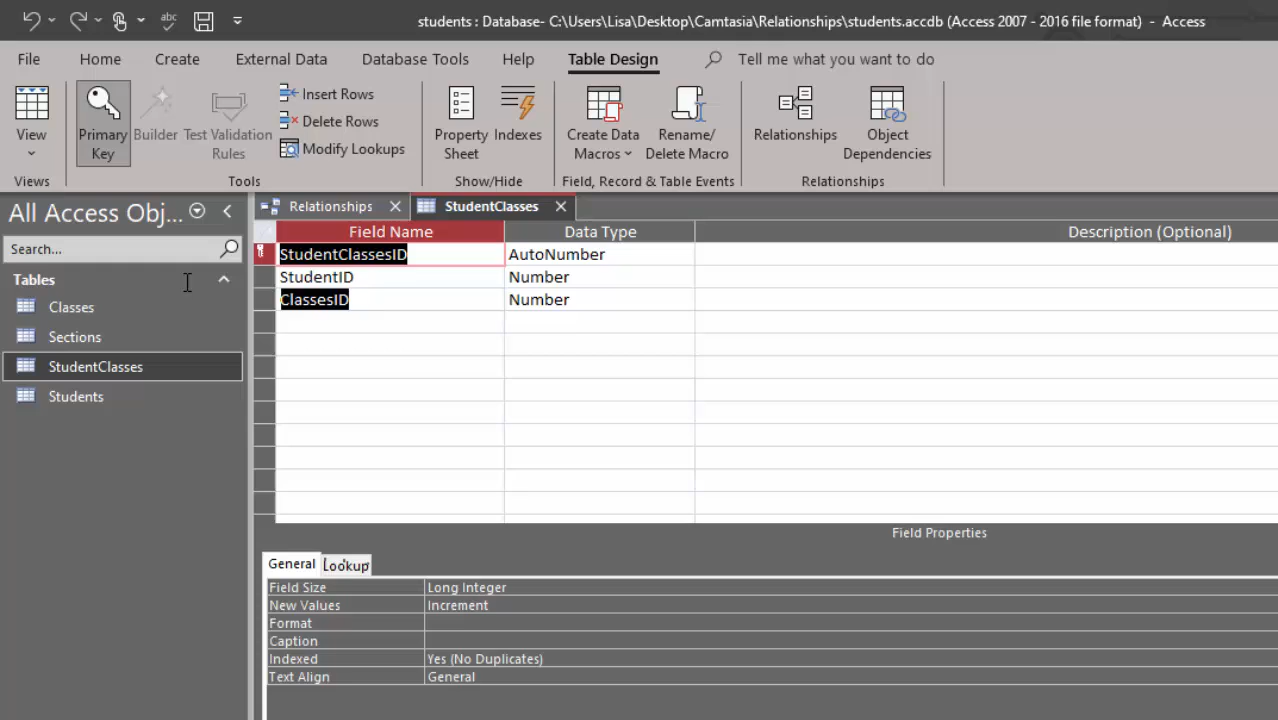 students : Database- C:\Users\Lisa\Desktop\Camtasia\Relationships\students.accdb (Access 2007 - 2016 file format) - Access
File Home Create External Data Database Tools Help Table Design Tell me what you want to do
View
Primary Key
Builder
Test Validation Rules
Insert Rows
Delete Rows
Modify Lookups
Property Sheet
Indexes
Create Data Macros
Rename/ Delete Macro
Relationships
Object Dependencies
Views Tools Show/Hide Field, Record & Table Events Relationships
All Access Obj...
Search...
Tables
Classes
Sections
StudentClasses
Students
Relationships StudentClasses
Field Name Data Type Description (Optional)
StudentClassesID AutoNumber
StudentID Number
ClassesID Number
Field Properties
General Lookup
Field Size Long Integer
New Values Increment
Format
Caption
Indexed Yes (No Duplicates)
Text Align General
abc